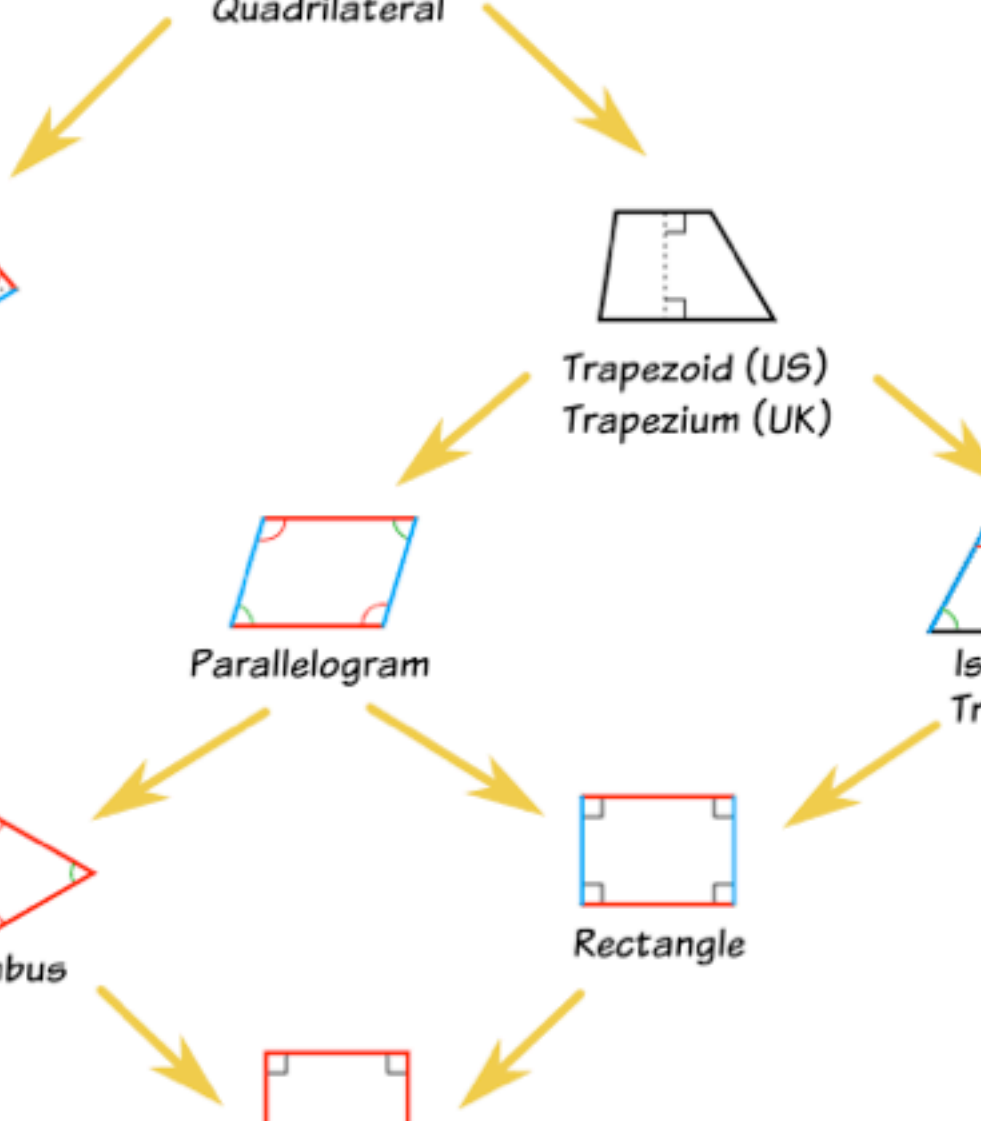 Quadrilateral
Trapezoid (US)
Trapezium (UK)
Parallelogram
Rectangle